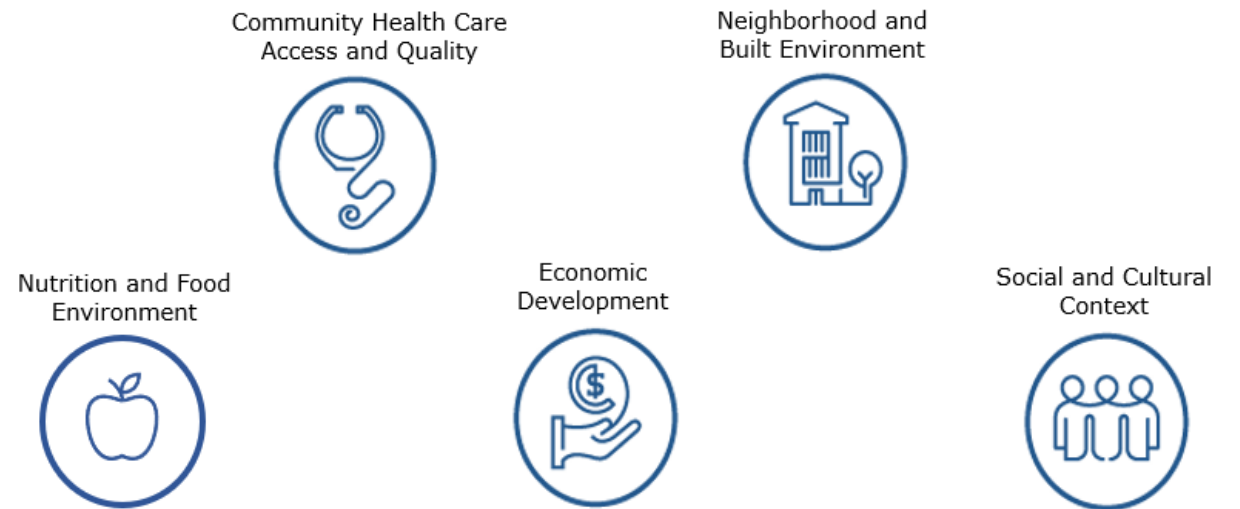 Community Health Care
Access and Quality
Neighborhood and
Built Environment
Nutrition and Food
Environment
Economic
Development
$
Social and Cultural
Context